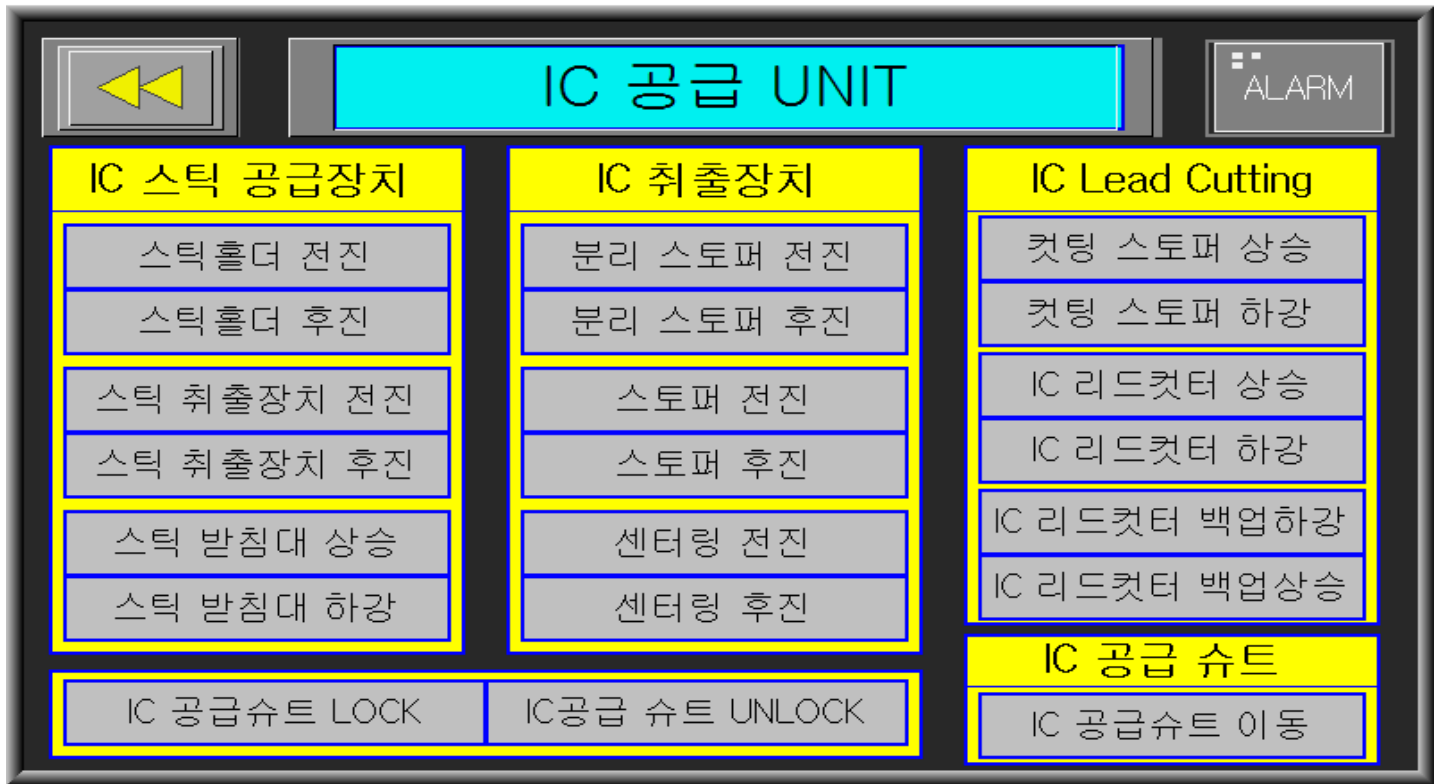 IC 공급 UNIT
ALARM
IC 스틱 공급장치
스틱홀더 전진
스틱홀더 후진
스틱 취출장치 전진
스틱 취출장치 후진
스틱 받침대 상승
스틱 받침대 하강
IC 취출장치
분리 스토퍼 전진
분리 스토퍼 후진
스토퍼 전진
스토퍼 후진
센터링 전진
센터링 후진
IC 공급슈트 LOCK
IC공급 슈트 UNLOCK
IC Lead Cutting
컷팅 스토퍼 상승
컷팅 스토퍼 하강
IC 리드컷터 상승
IC 리드컷터 하강
IC 리드컷터 백업하강
IC 리드컷터 백업상승
IC 공급 슈트
IC 공급슈트 이동